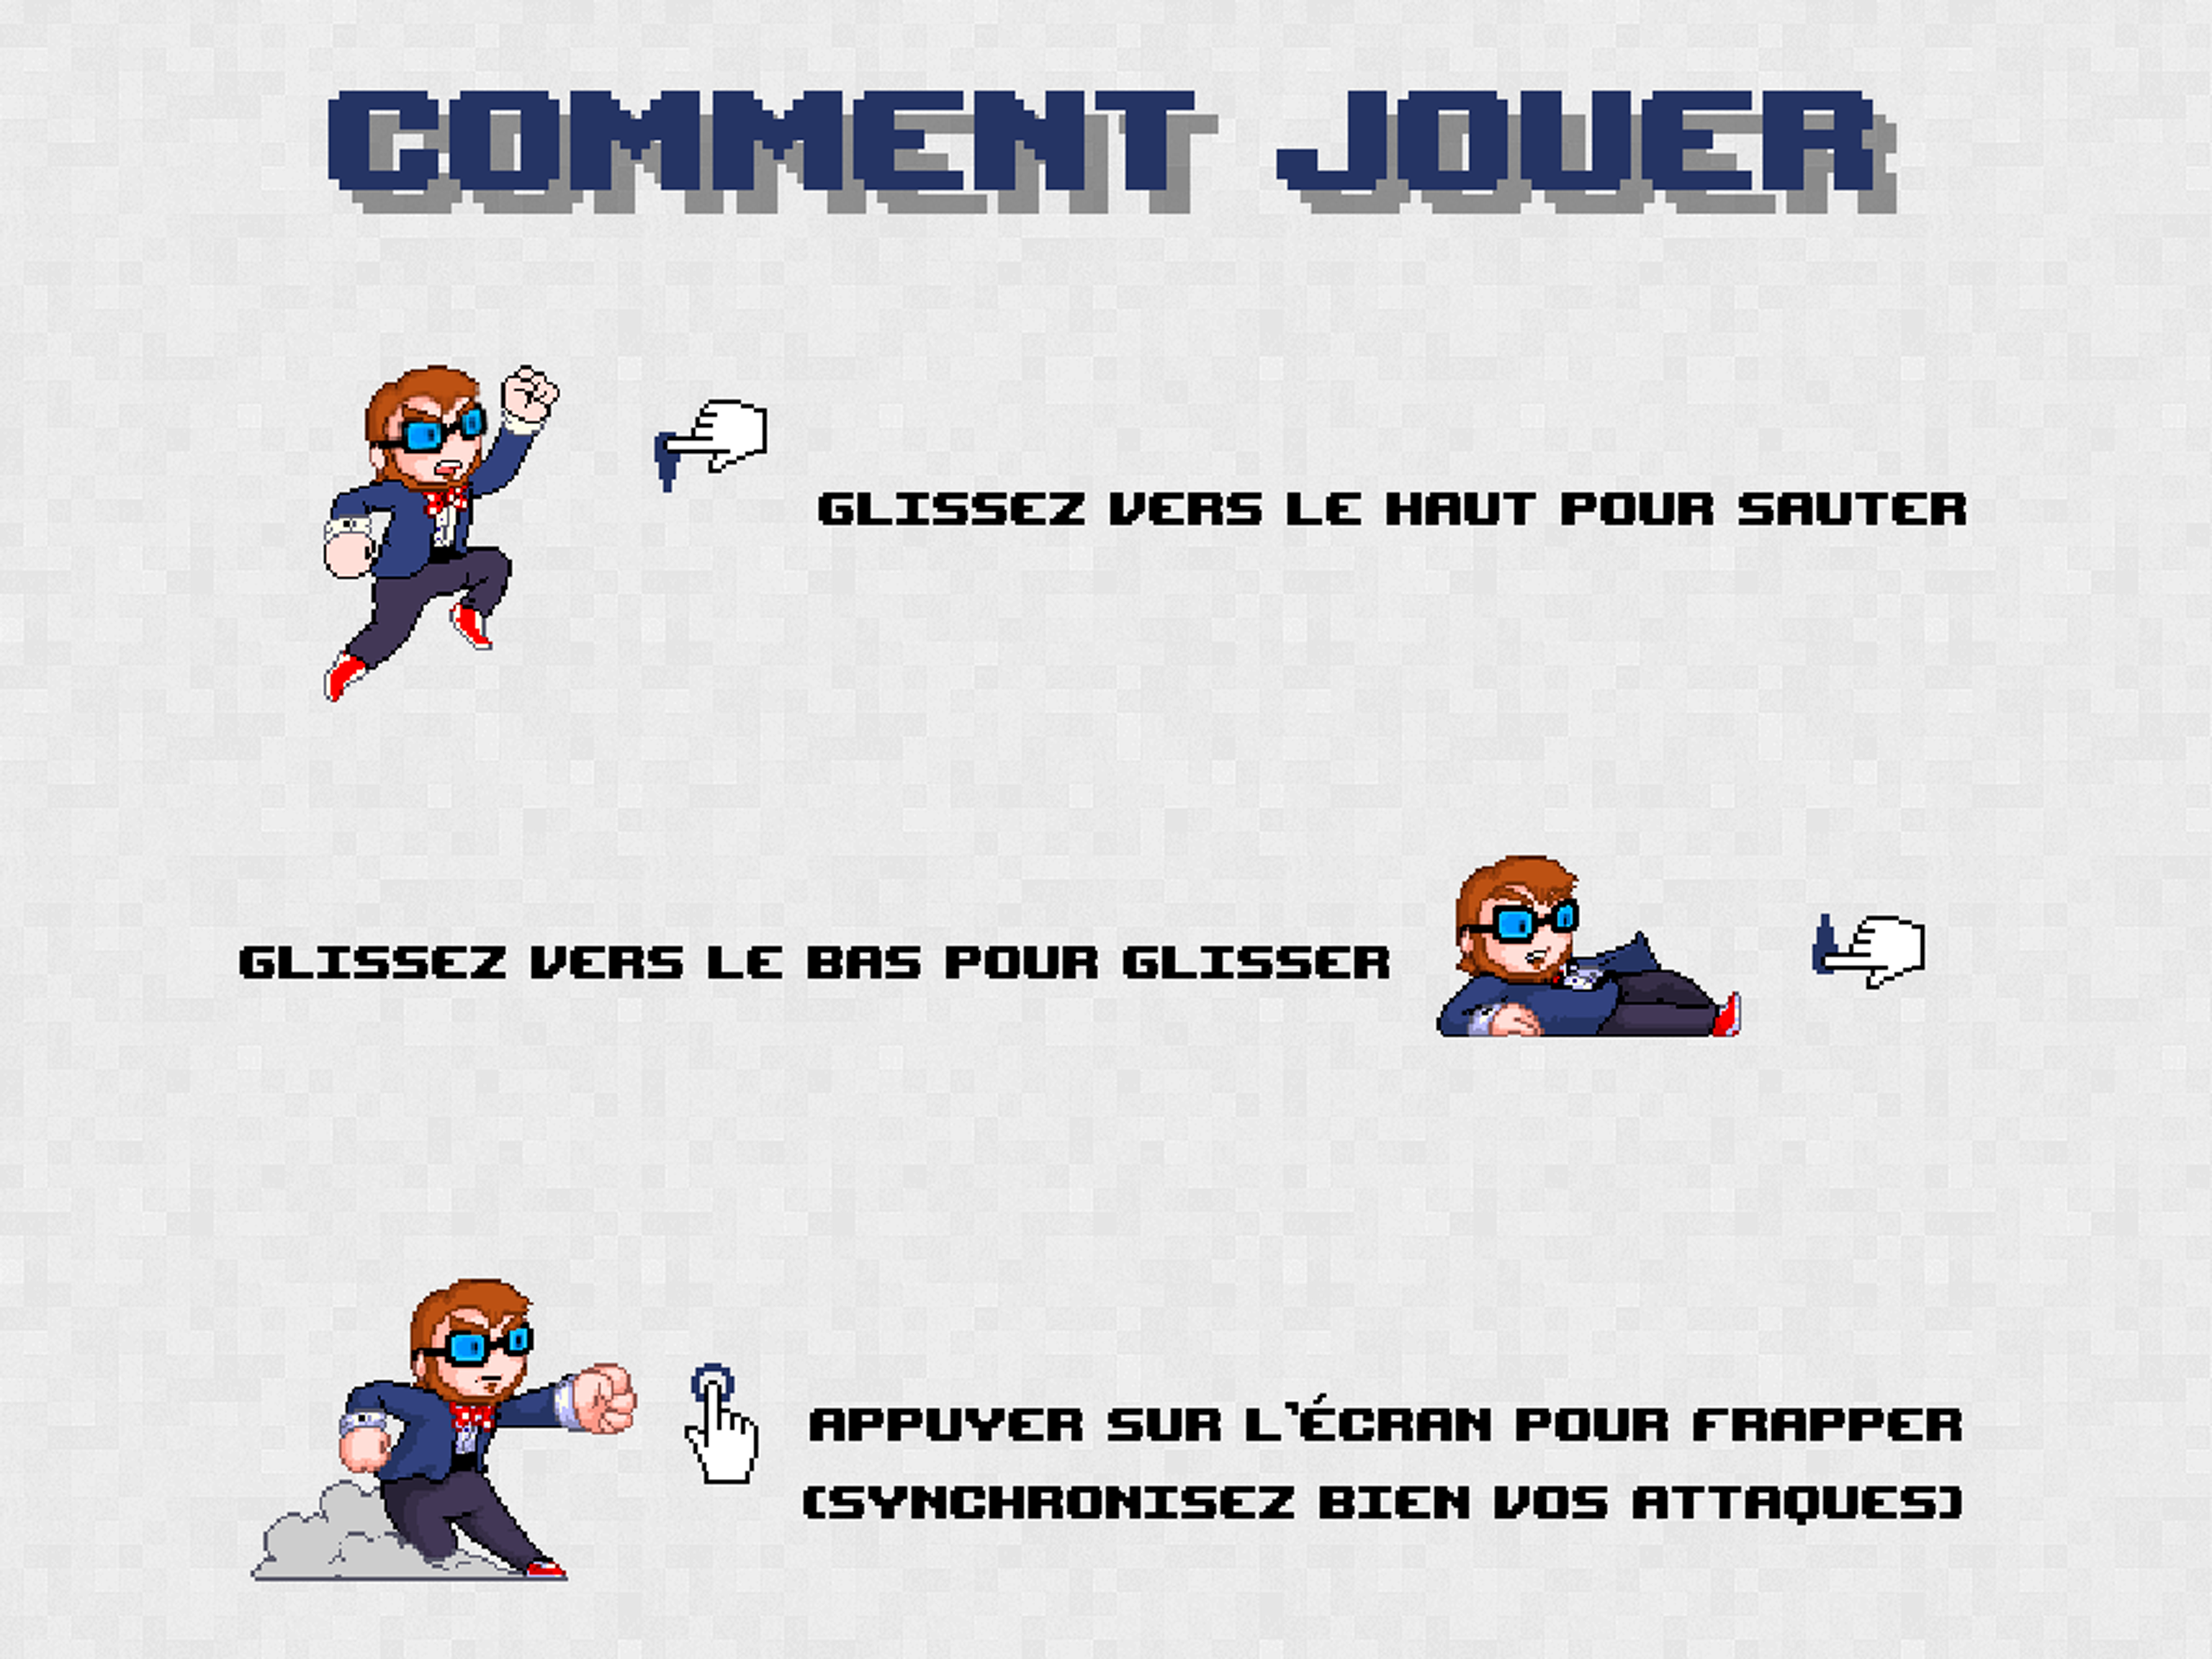 COMMENT JOUER
GLISSEZ VERS LE HAUT POUR SAUTER
GLISSEZ VERS LE BAS POUR GLISSER
APPUYER SUR L'ÉCRAN POUR FRAPPER
(SYNCHRONISEZ BIEN VOS ATTAQUES)